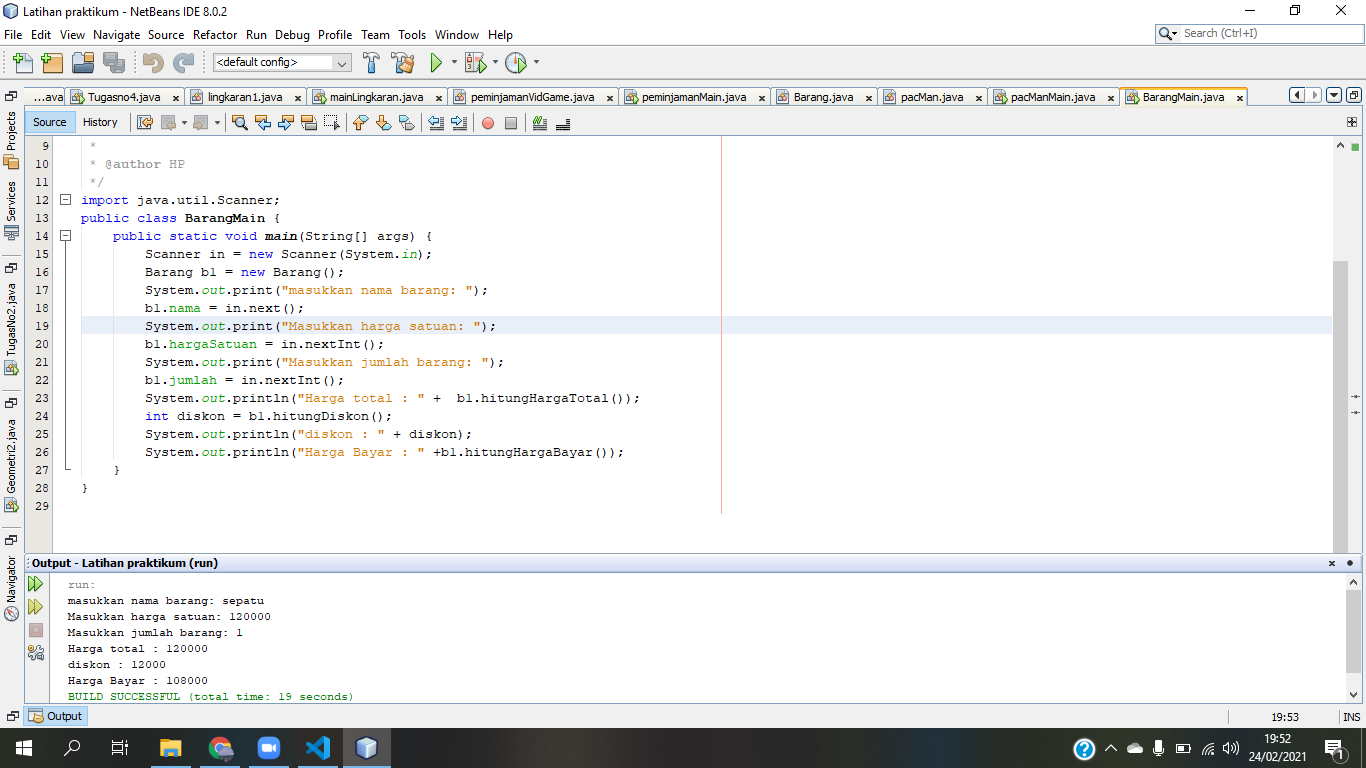 Latihan praktikum - NetBeans IDE 8.0.2
File Edit View Navigate Source Refactor Run Debug Profile Team Tools Window Help
Search (Ctrl+I)
<default config>
...ava Tugasno4.java lingkaran1.java mainLingkaran.java peminjamanVidGame.java peminjamanMain.java Barang.java pacMan.java pacManMain.java BarangMain.java
Source History
Projects
Services
TugasNo2.java
Geometri2.java
Navigator
9 *
10 * @author HP
11 */
12 import java.util.Scanner;
13 public class BarangMain {
14 public static void main(String[] args) {
15 Scanner in = new Scanner(System.in);
16 Barang b1 = new Barang();
17 System.out.print("masukkan nama barang: ");
18 b1.nama = in.next();
19 System.out.print("Masukkan harga satuan: ");
20 b1.hargaSatuan = in.nextInt();
21 System.out.print("Masukkan jumlah barang: ");
22 b1.jumlah = in.nextInt();
23 System.out.println("Harga total : " +  b1.hitungHargaTotal());
24 int diskon = b1.hitungDiskon();
25 System.out.println("diskon : " + diskon);
26 System.out.println("Harga Bayar : " +b1.hitungHargaBayar());
27 }
28 }
29
Output - Latihan praktikum (run)
run:
masukkan nama barang: sepatu
Masukkan harga satuan: 120000
Masukkan jumlah barang: 1
Harga total : 120000
diskon : 12000
Harga Bayar : 108000
BUILD SUCCESSFUL (total time: 19 seconds)
Output
19:53 INS
19:52
24/02/2021
1